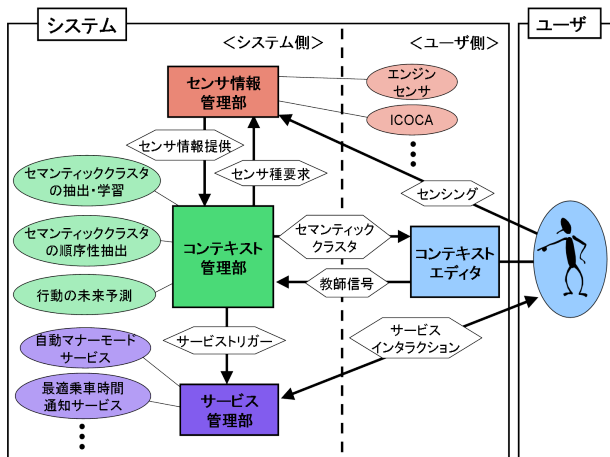 システム
ユーザ
＜システム側＞
＜ユーザ側＞
センサ情報
管理部
エンジン
センサ
ICOCA
センサ情報提供
センサ種要求
センシング
セマンティッククラスタ
の抽出・学習
セマンティッククラスタ
の順序性抽出
行動の未来予測
コンテキスト
管理部
セマンティック
クラスタ
教師信号
コンテキスト
エディタ
サービストリガー
サービス
インタラクション
自動マナーモード
サービス
最適乗車時間
通知サービス
サービス
管理部